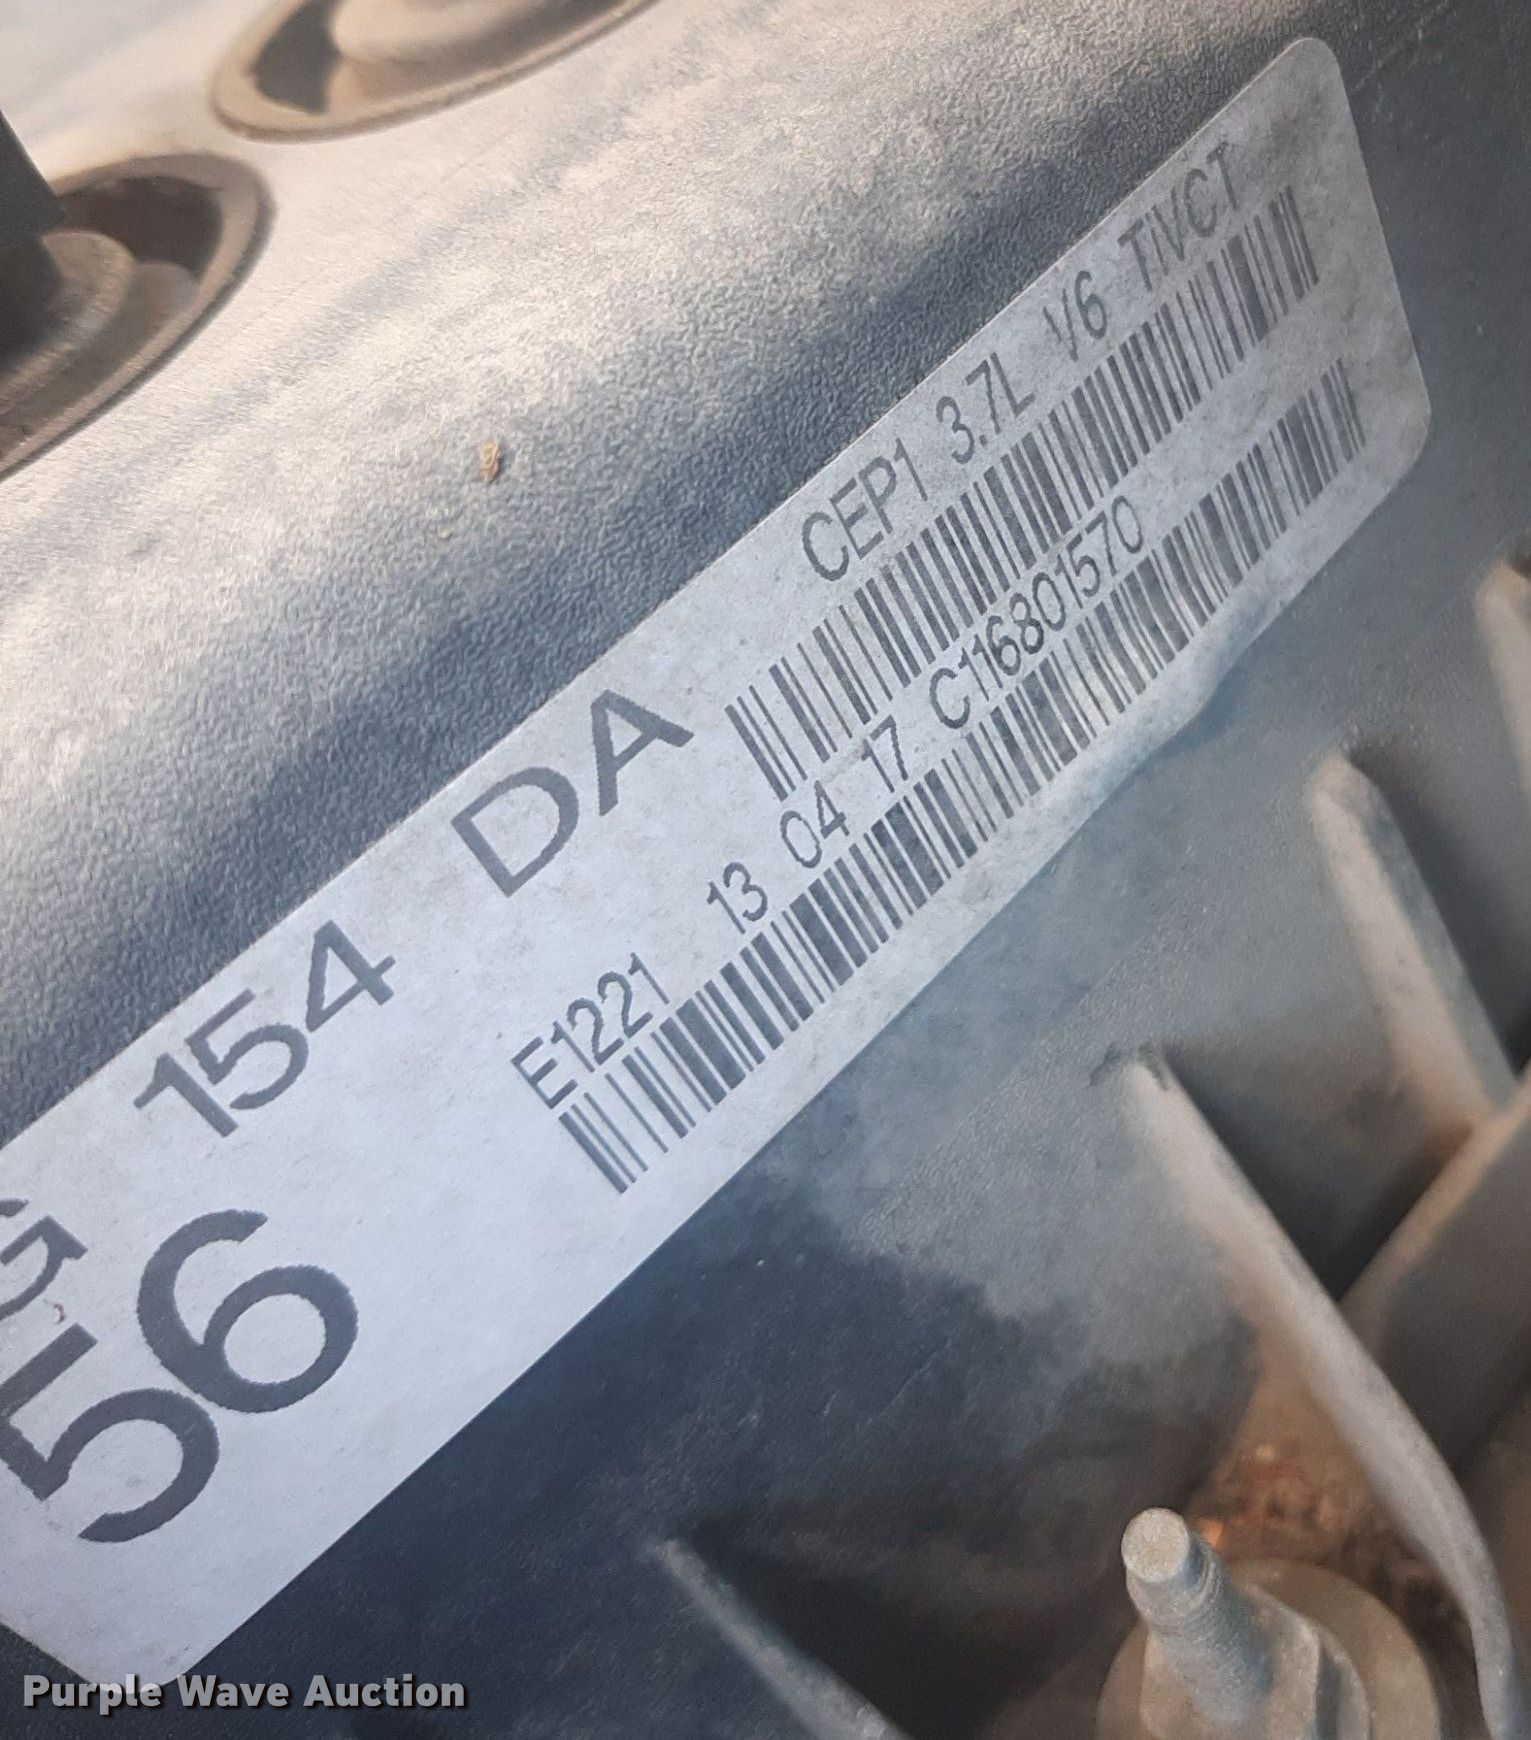 G 154 DA
56
CEP1 3.7L V6 TIVCT
E1221 13 04 17 C116801570
Purple Wave Auction